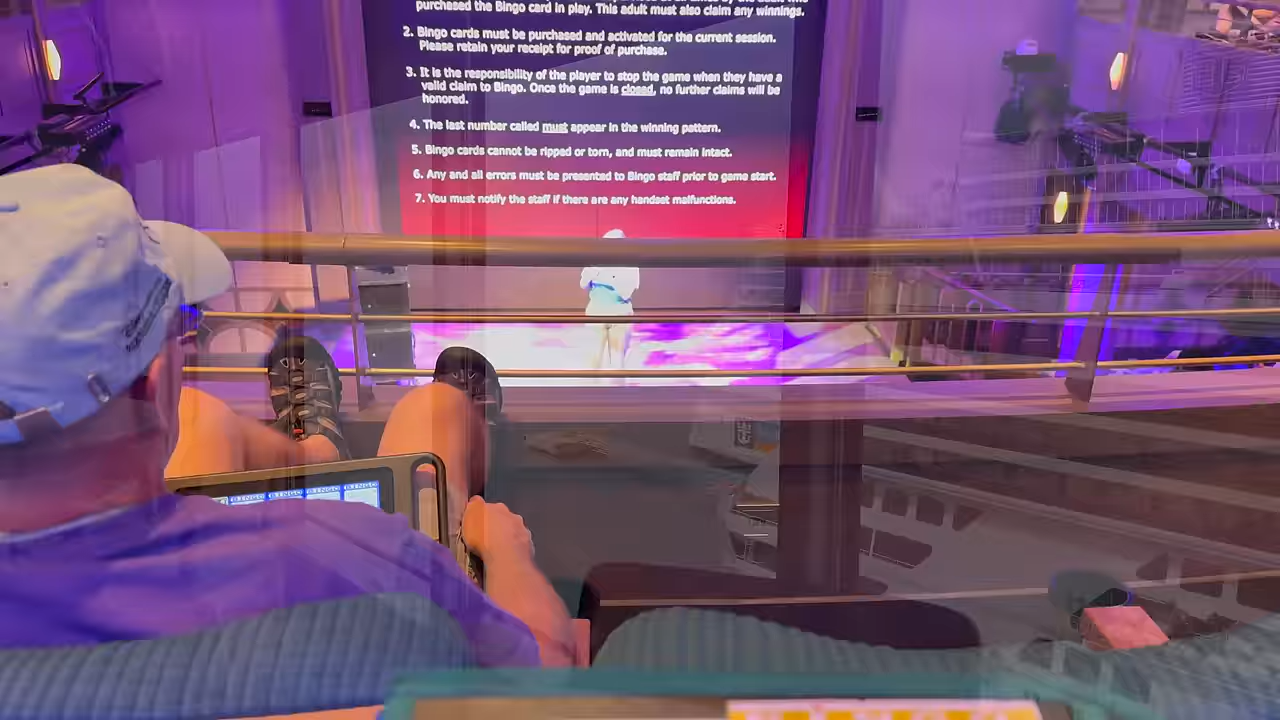 purchased the Bingo card in play. This adult must also claim any winnings.
2. Bingo cards must be purchased and activated for the current session.
Please retain your receipt for proof of purchase.
3. It is the responsibility of the player to stop the game when they have a
valid claim to Bingo. Once the game is closed, no further claims will be
honored.
4. The last number called must appear in the winning pattern.
5. Bingo cards cannot be ripped or torn, and must remain intact.
6. Any and all errors must be presented to Bingo staff prior to game start.
7. You must notify the staff if there are any handset malfunctions.
BINGO BINGO BINGO BINGO